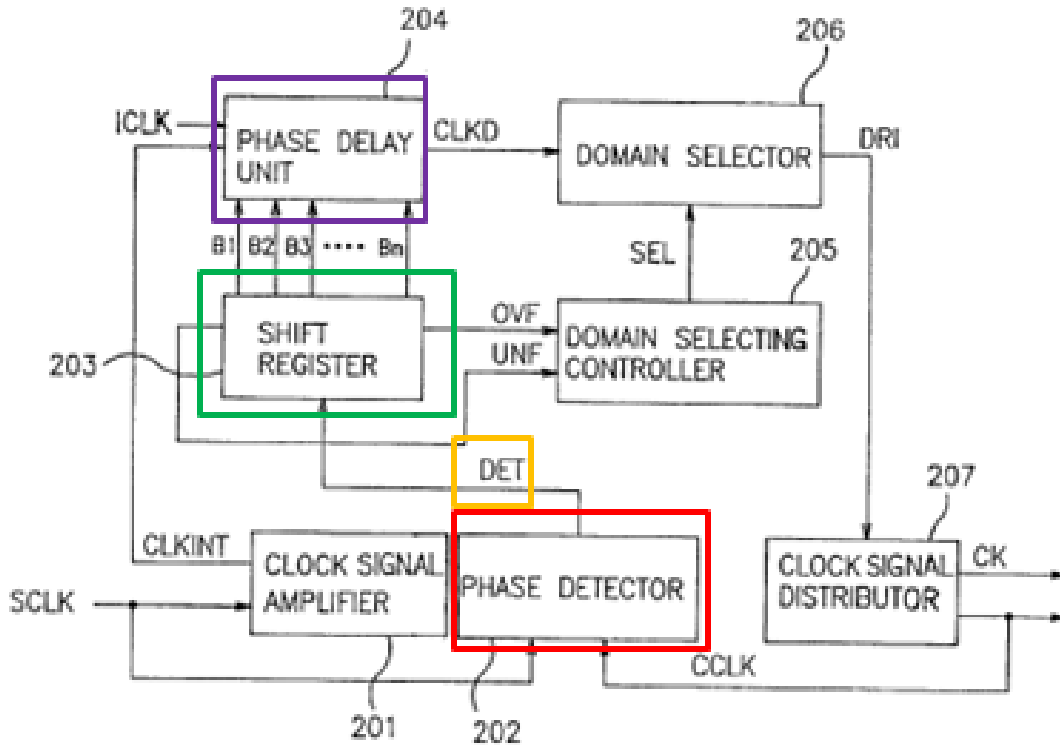 204
206
ICLK
PHASE DELAY
UNIT
CLKD
DOMAIN SELECTOR
DRI
B1 B2 B3 ···· Bn
SEL
205
SHIFT
REGISTER
203
OVF
UNF
DOMAIN SELECTING
CONTROLLER
DET
207
CLKINT
CLOCK SIGNAL
AMPLIFIER
PHASE DETECTOR
CLOCK SIGNAL
DISTRIBUTOR
CK
SCLK
CCLK
201
202